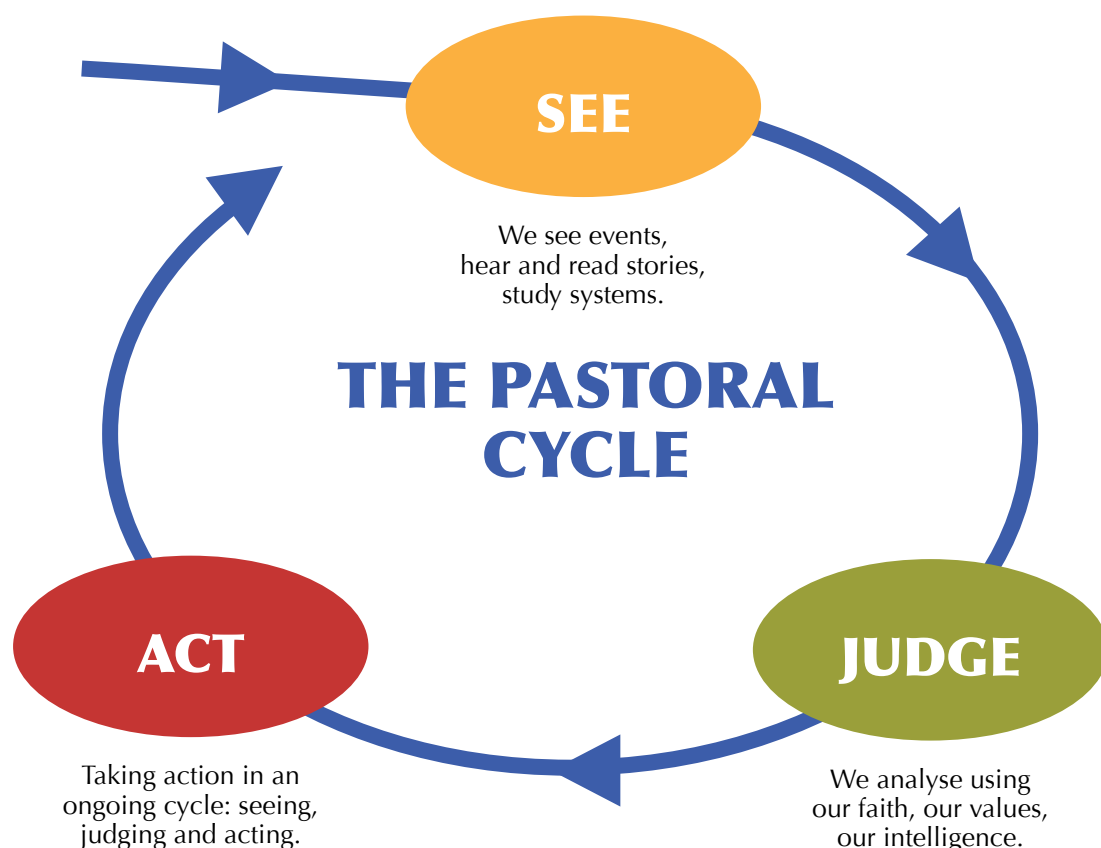 SEE
We see events,
hear and read stories,
study systems.
THE PASTORAL
CYCLE
ACT
JUDGE
Taking action in an
ongoing cycle: seeing,
judging and acting.
We analyse using
our faith, our values,
our intelligence.